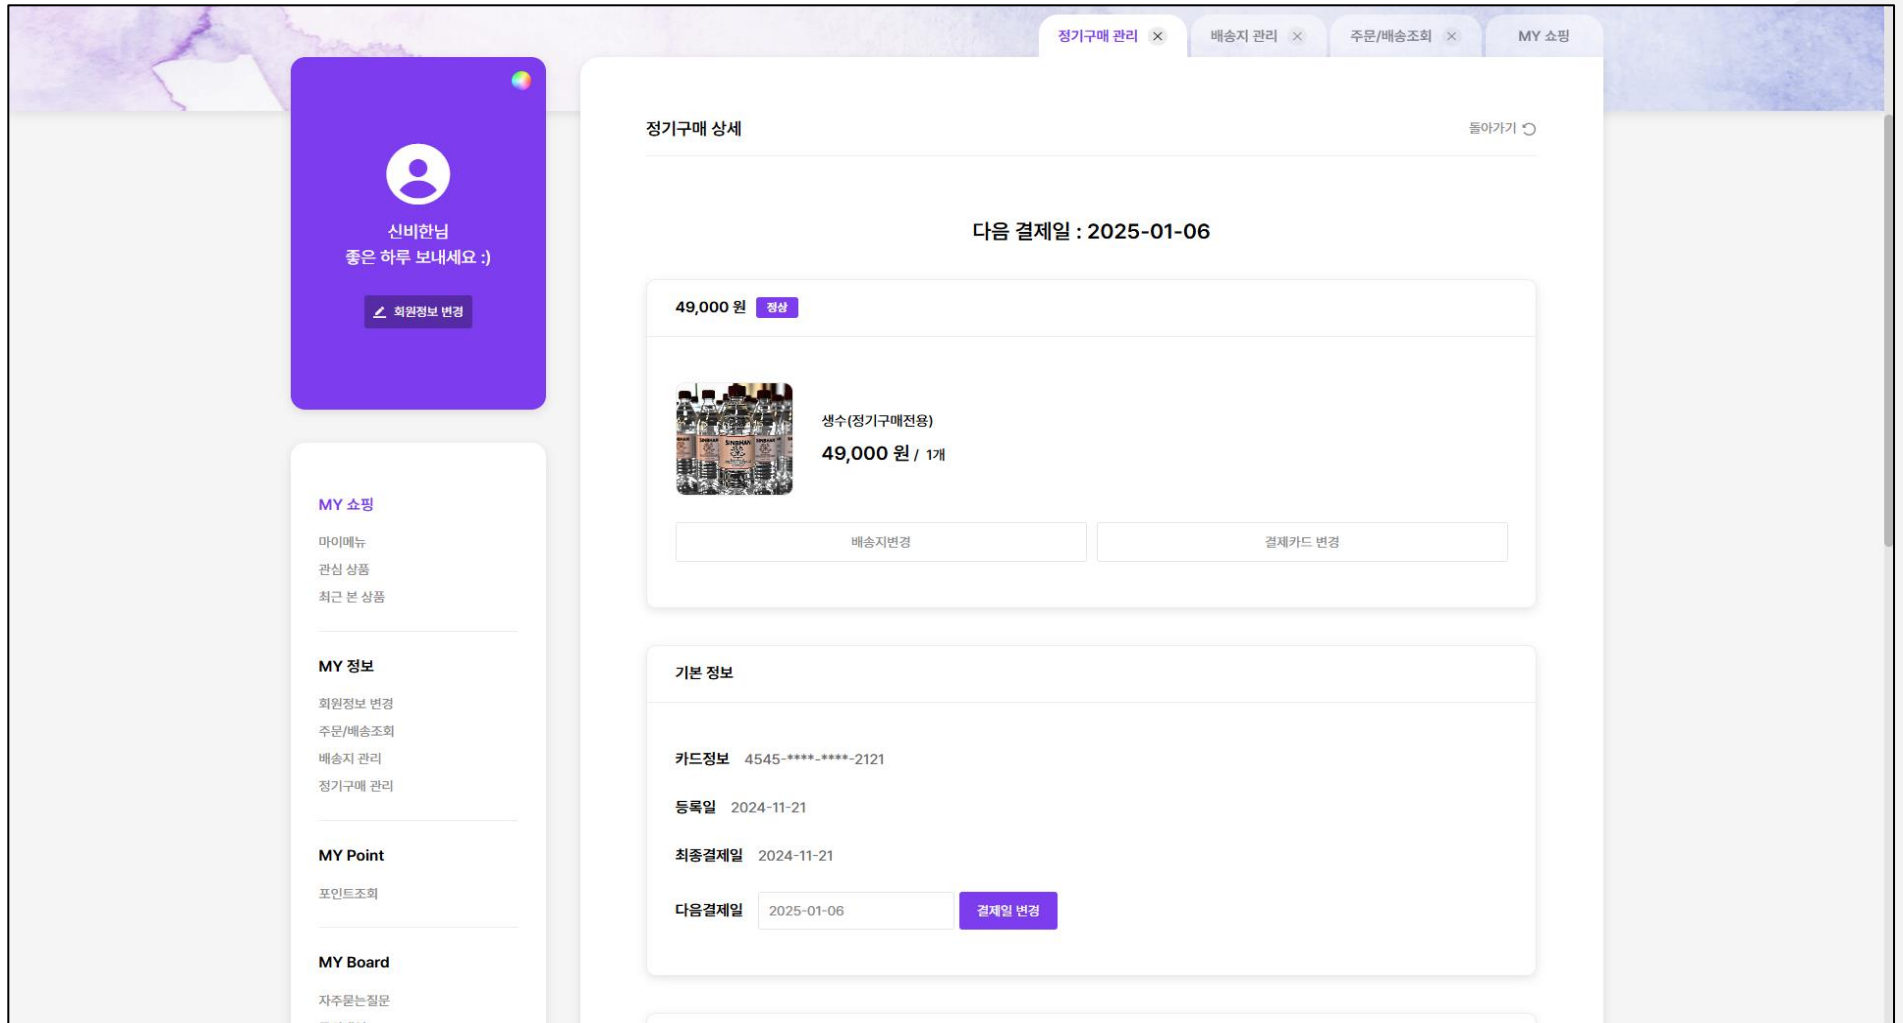 정기구매 관리
배송지 관리
주문/배송조회
MY 쇼핑
신비한님
좋은 하루 보내세요 :)
회원정보 변경
MY 쇼핑
마이메뉴
관심 상품
최근 본 상품
MY 정보
회원정보 변경
주문/배송조회
배송지 관리
정기구매 관리
MY Point
포인트조회
MY Board
자주묻는질문
정기구매 상세
돌아가기
다음 결제일 : 2025-01-06
49,000 원 정상
SINBHAN
생수(정기구매전용)
49,000 원 / 1개
배송지변경
결제카드 변경
기본 정보
카드정보 4545-****-****-2121
등록일 2024-11-21
최종결제일 2024-11-21
다음결제일 2025-01-06 결제일 변경